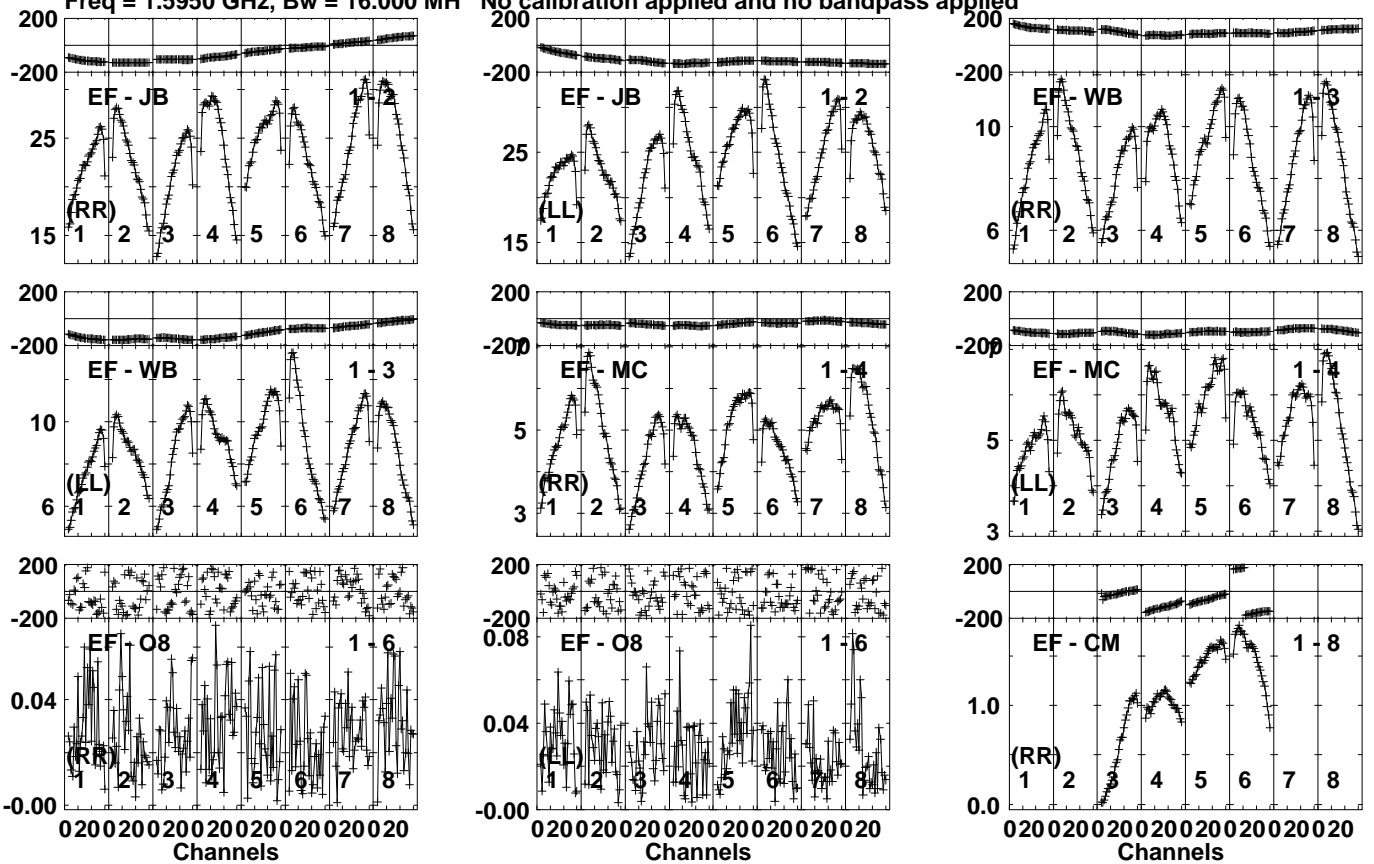 Freq = 1.5950 GHz, Bw = 16.000 MH   No calibration applied and no bandpass applied
200 200 200
-200 -200 -200
EF - JB 1 - 2 EF - JB 1 - 2 EF - WB 1 - 3
25 25 10
(RR) (LL) (RR)
15 15 6
1 2 3 4 5 6 7 8 1 2 3 4 5 6 7 8 1 2 3 4 5 6 7 8
200 200 200
-200 -200 -200
7 7
EF - WB 1 - 3 EF - MC 1 - 4 EF - MC 1 - 4
10 5 5
(LL) (RR) (LL)
6 3 3
1 2 3 4 5 6 7 8 1 2 3 4 5 6 7 8 1 2 3 4 5 6 7 8
200 200 200
-200 -200 -200
EF - O8 1 - 6 EF - O8 1 - 6 EF - CM 1 - 8
0.08
0.04 0.04 1.0
(RR) (LL) (RR)
1 2 3 4 5 6 7 8 1 2 3 4 5 6 7 8 1 2 3 4 5 6 7 8
-0.00 -0.00 0.0
0 20 0 20 0 20 0 20 0 20 0 20 0 20 0 20 0 20 0 20 0 20 0 20 0 20 0 20 0 20 0 20 0 20 0 20 0 20 0 20 0 20 0 20 0 20 0 20
Channels Channels Channels